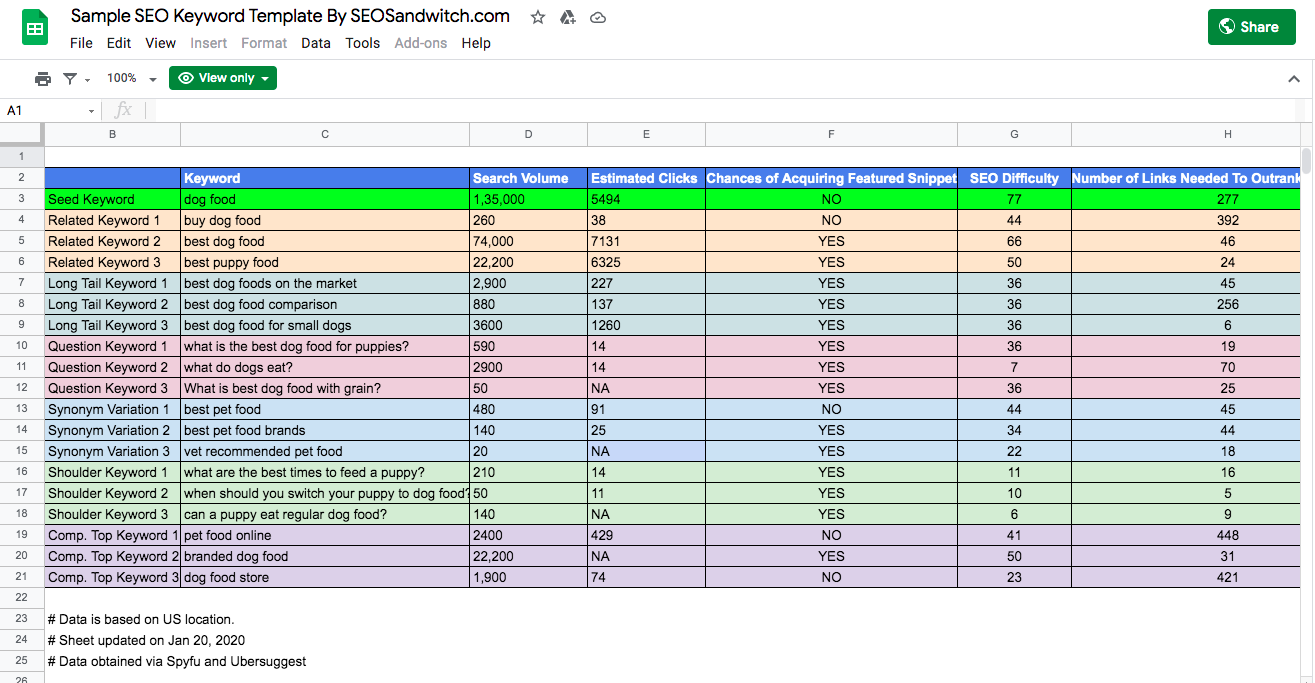 Sample SEO Keyword Template By SEOSandwitch.com
File Edit View Insert Format Data Tools Add-ons Help
Share
100% View only
A1 fx
B C D E F G H
1
2 Keyword Search Volume Estimated Clicks Chances of Acquiring Featured Snippet SEO Difficulty Number of Links Needed To Outrank
3 Seed Keyword dog food 1,35,000 5494 NO 77 277
4 Related Keyword 1 buy dog food 260 38 NO 44 392
5 Related Keyword 2 best dog food 74,000 7131 YES 66 46
6 Related Keyword 3 best puppy food 22,200 6325 YES 50 24
7 Long Tail Keyword 1 best dog foods on the market 2,900 227 YES 36 45
8 Long Tail Keyword 2 best dog food comparison 880 137 YES 36 256
9 Long Tail Keyword 3 best dog food for small dogs 3600 1260 YES 36 6
10 Question Keyword 1 what is the best dog food for puppies? 590 14 YES 36 19
11 Question Keyword 2 what do dogs eat? 2900 14 YES 7 70
12 Question Keyword 3 What is best dog food with grain? 50 NA YES 36 25
13 Synonym Variation 1 best pet food 480 91 NO 44 45
14 Synonym Variation 2 best pet food brands 140 25 YES 34 44
15 Synonym Variation 3 vet recommended pet food 20 NA YES 22 18
16 Shoulder Keyword 1 what are the best times to feed a puppy? 210 14 YES 11 16
17 Shoulder Keyword 2 when should you switch your puppy to dog food? 50 11 YES 10 5
18 Shoulder Keyword 3 can a puppy eat regular dog food? 140 NA YES 6 9
19 Comp. Top Keyword 1 pet food online 2400 429 NO 41 448
20 Comp. Top Keyword 2 branded dog food 22,200 NA YES 50 31
21 Comp. Top Keyword 3 dog food store 1,900 74 NO 23 421
22
23 # Data is based on US location.
24 # Sheet updated on Jan 20, 2020
25 # Data obtained via Spyfu and Ubersuggest
26